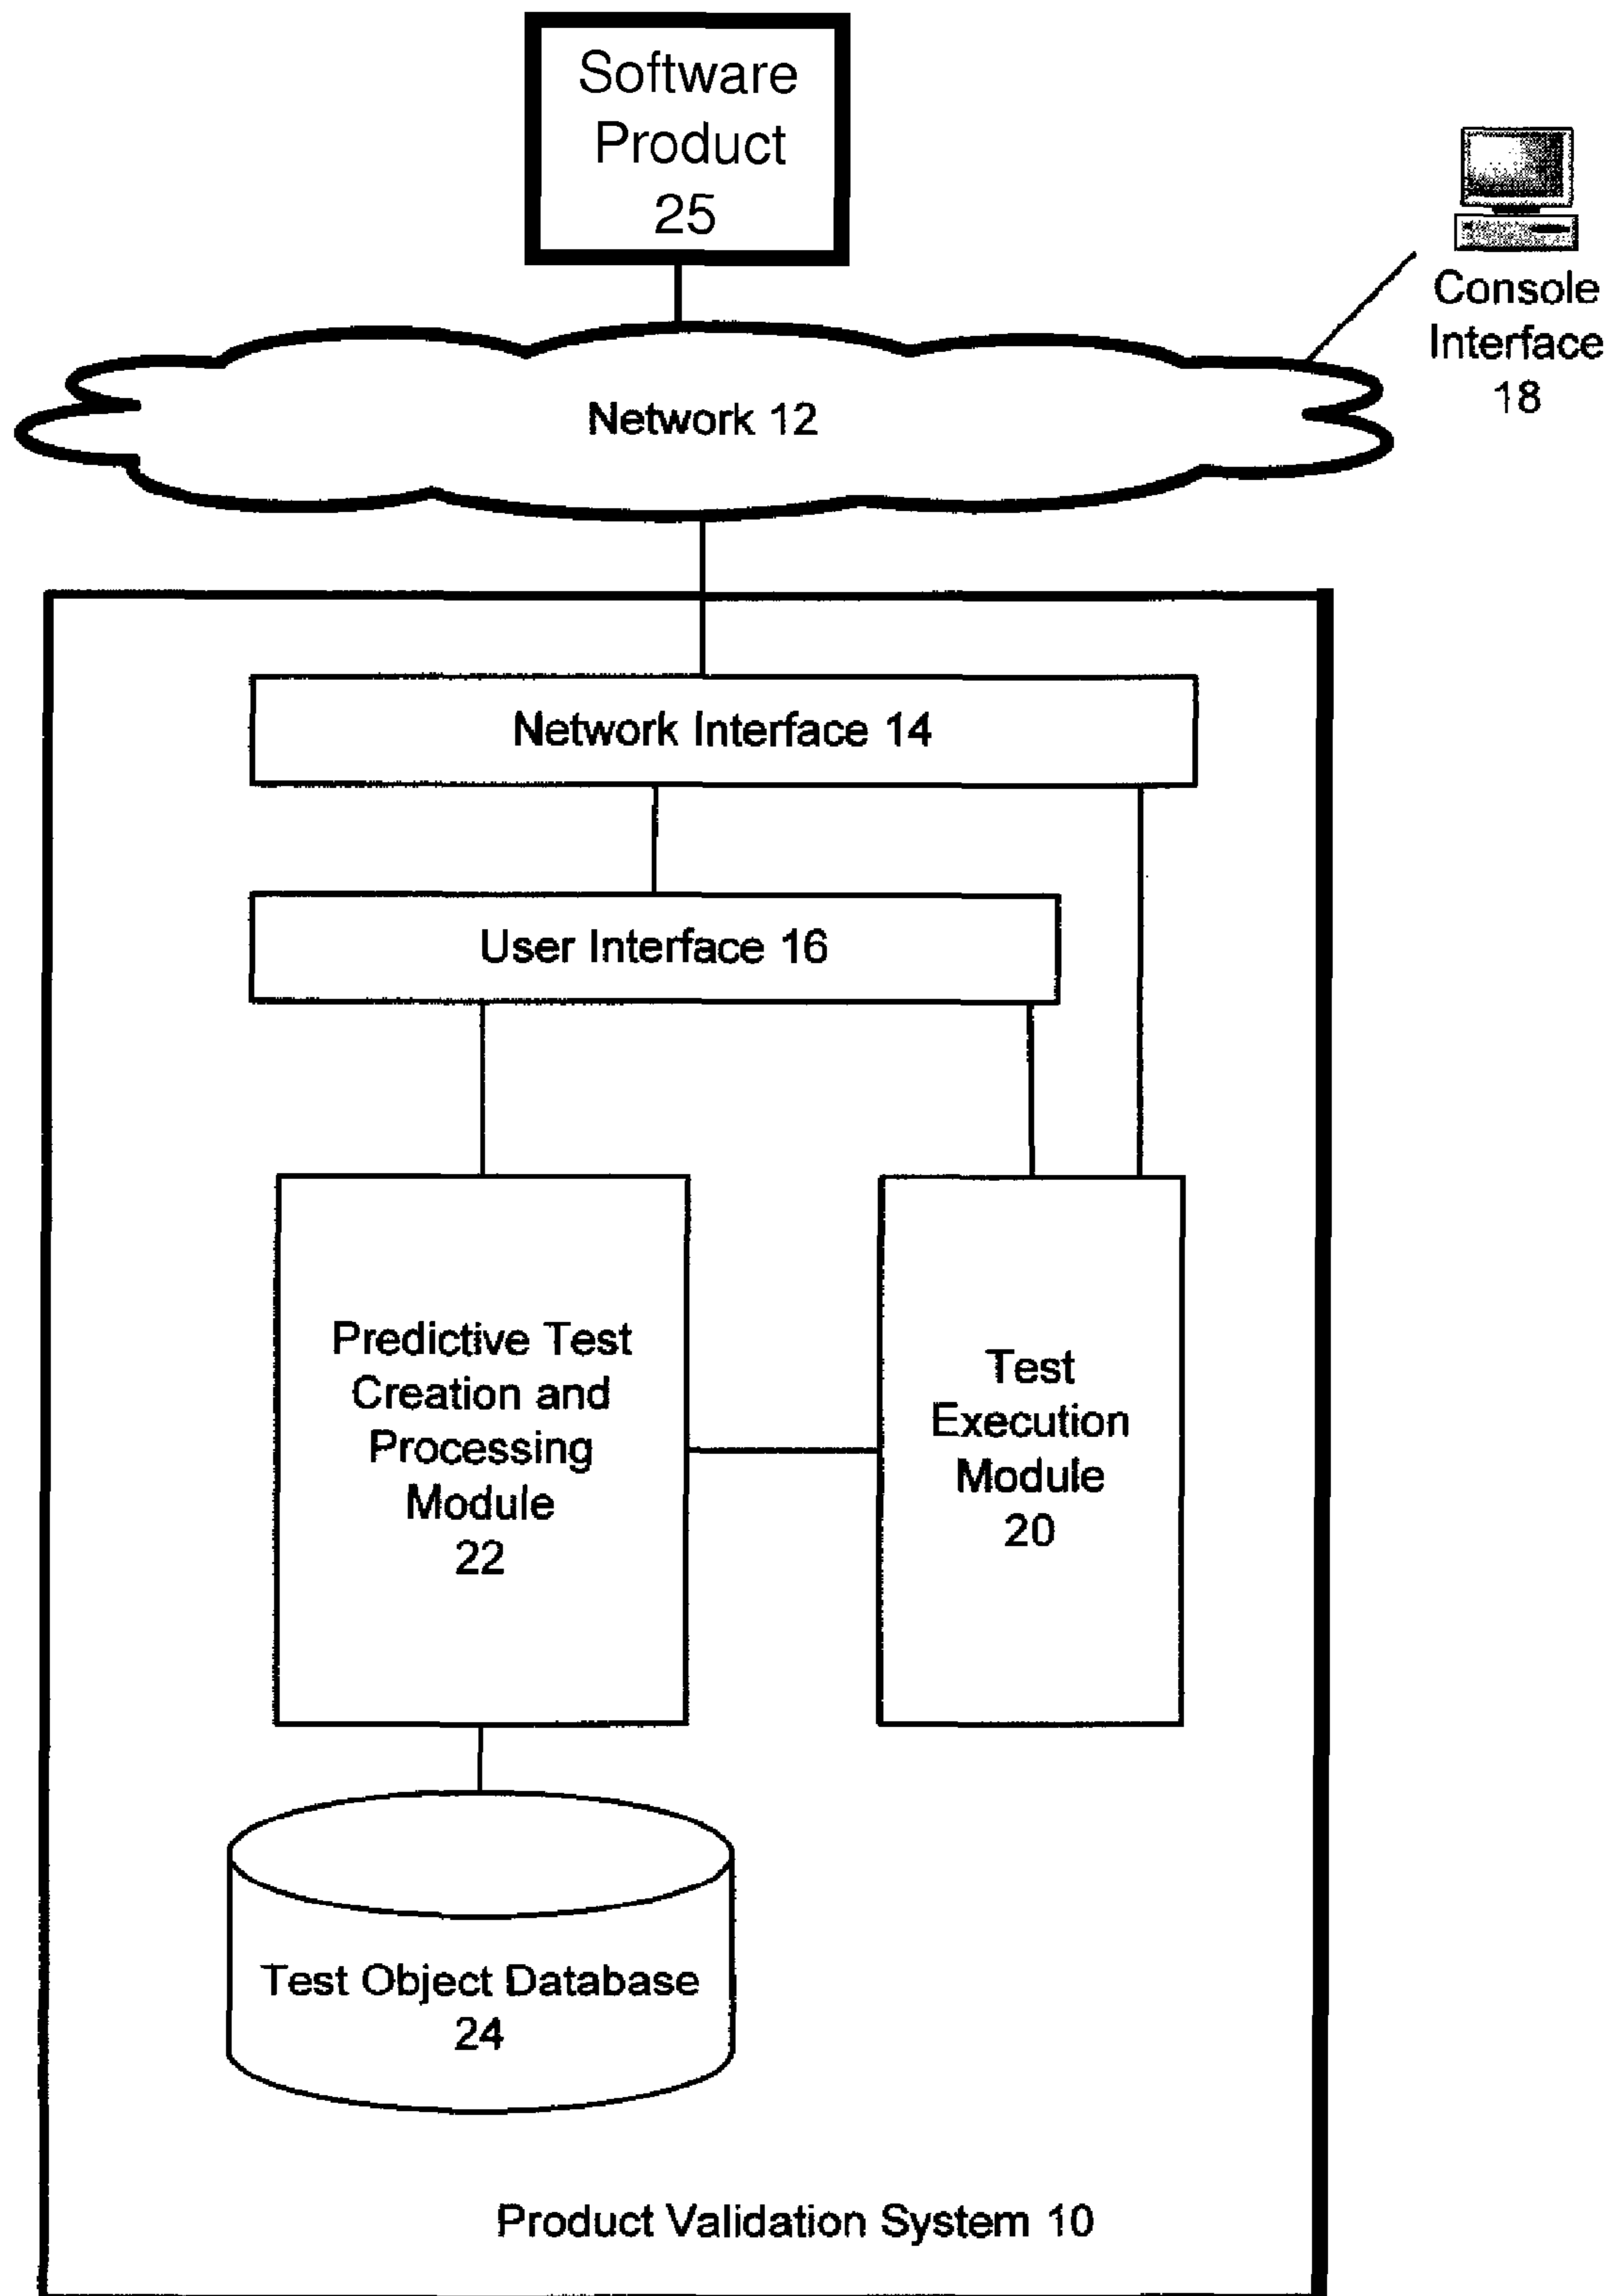 Software
Product
25
Console
Interface
18
Network 12
Network Interface 14
User Interface 16
Predictive Test
Creation and
Processing
Module
22
Test
Execution
Module
20
Test Object Database
24
Product Validation System 10